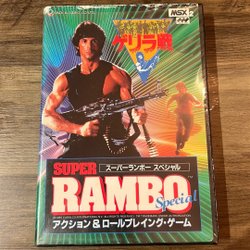 MSX
ゲリラ戦
SUPER
スーパーランボー スペシャル
RAMBO
Special
アクション&ロールプレイング・ゲーム